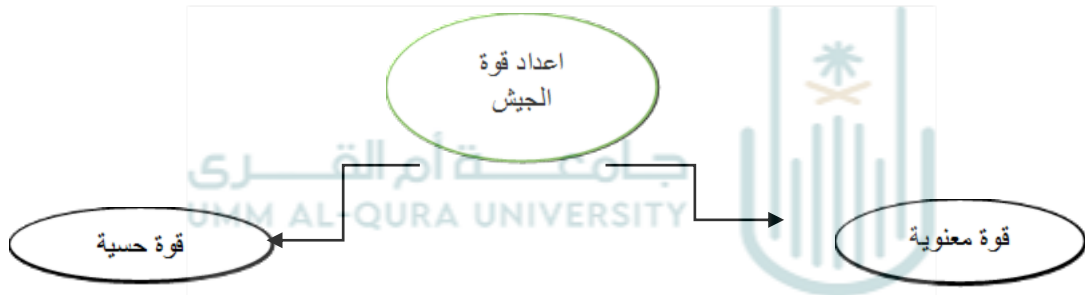 اعداد قوة
الجيش
جامعة أم القرى
UMM AL-QURA UNIVERSITY
قوة معنوية
قوة حسية